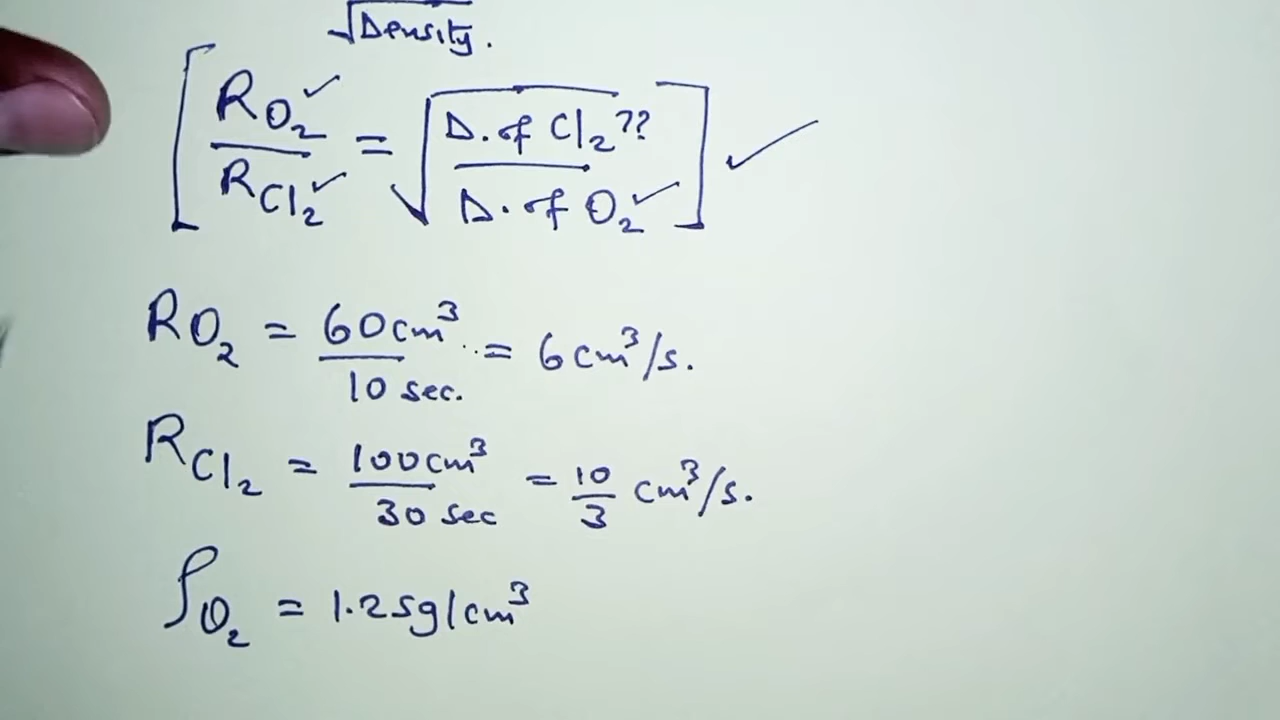 √Density.
[ RO₂ ✓ / RCl₂ ✓ = √(D. of Cl₂ ?? / D. of O₂ ✓) ] ✓
RO₂ = 60cm³ / 10 sec. = 6cm³/s.
RCl₂ = 100cm³ / 30 sec = 10/3 cm³/s.
ρO₂ = 1.25g/cm³